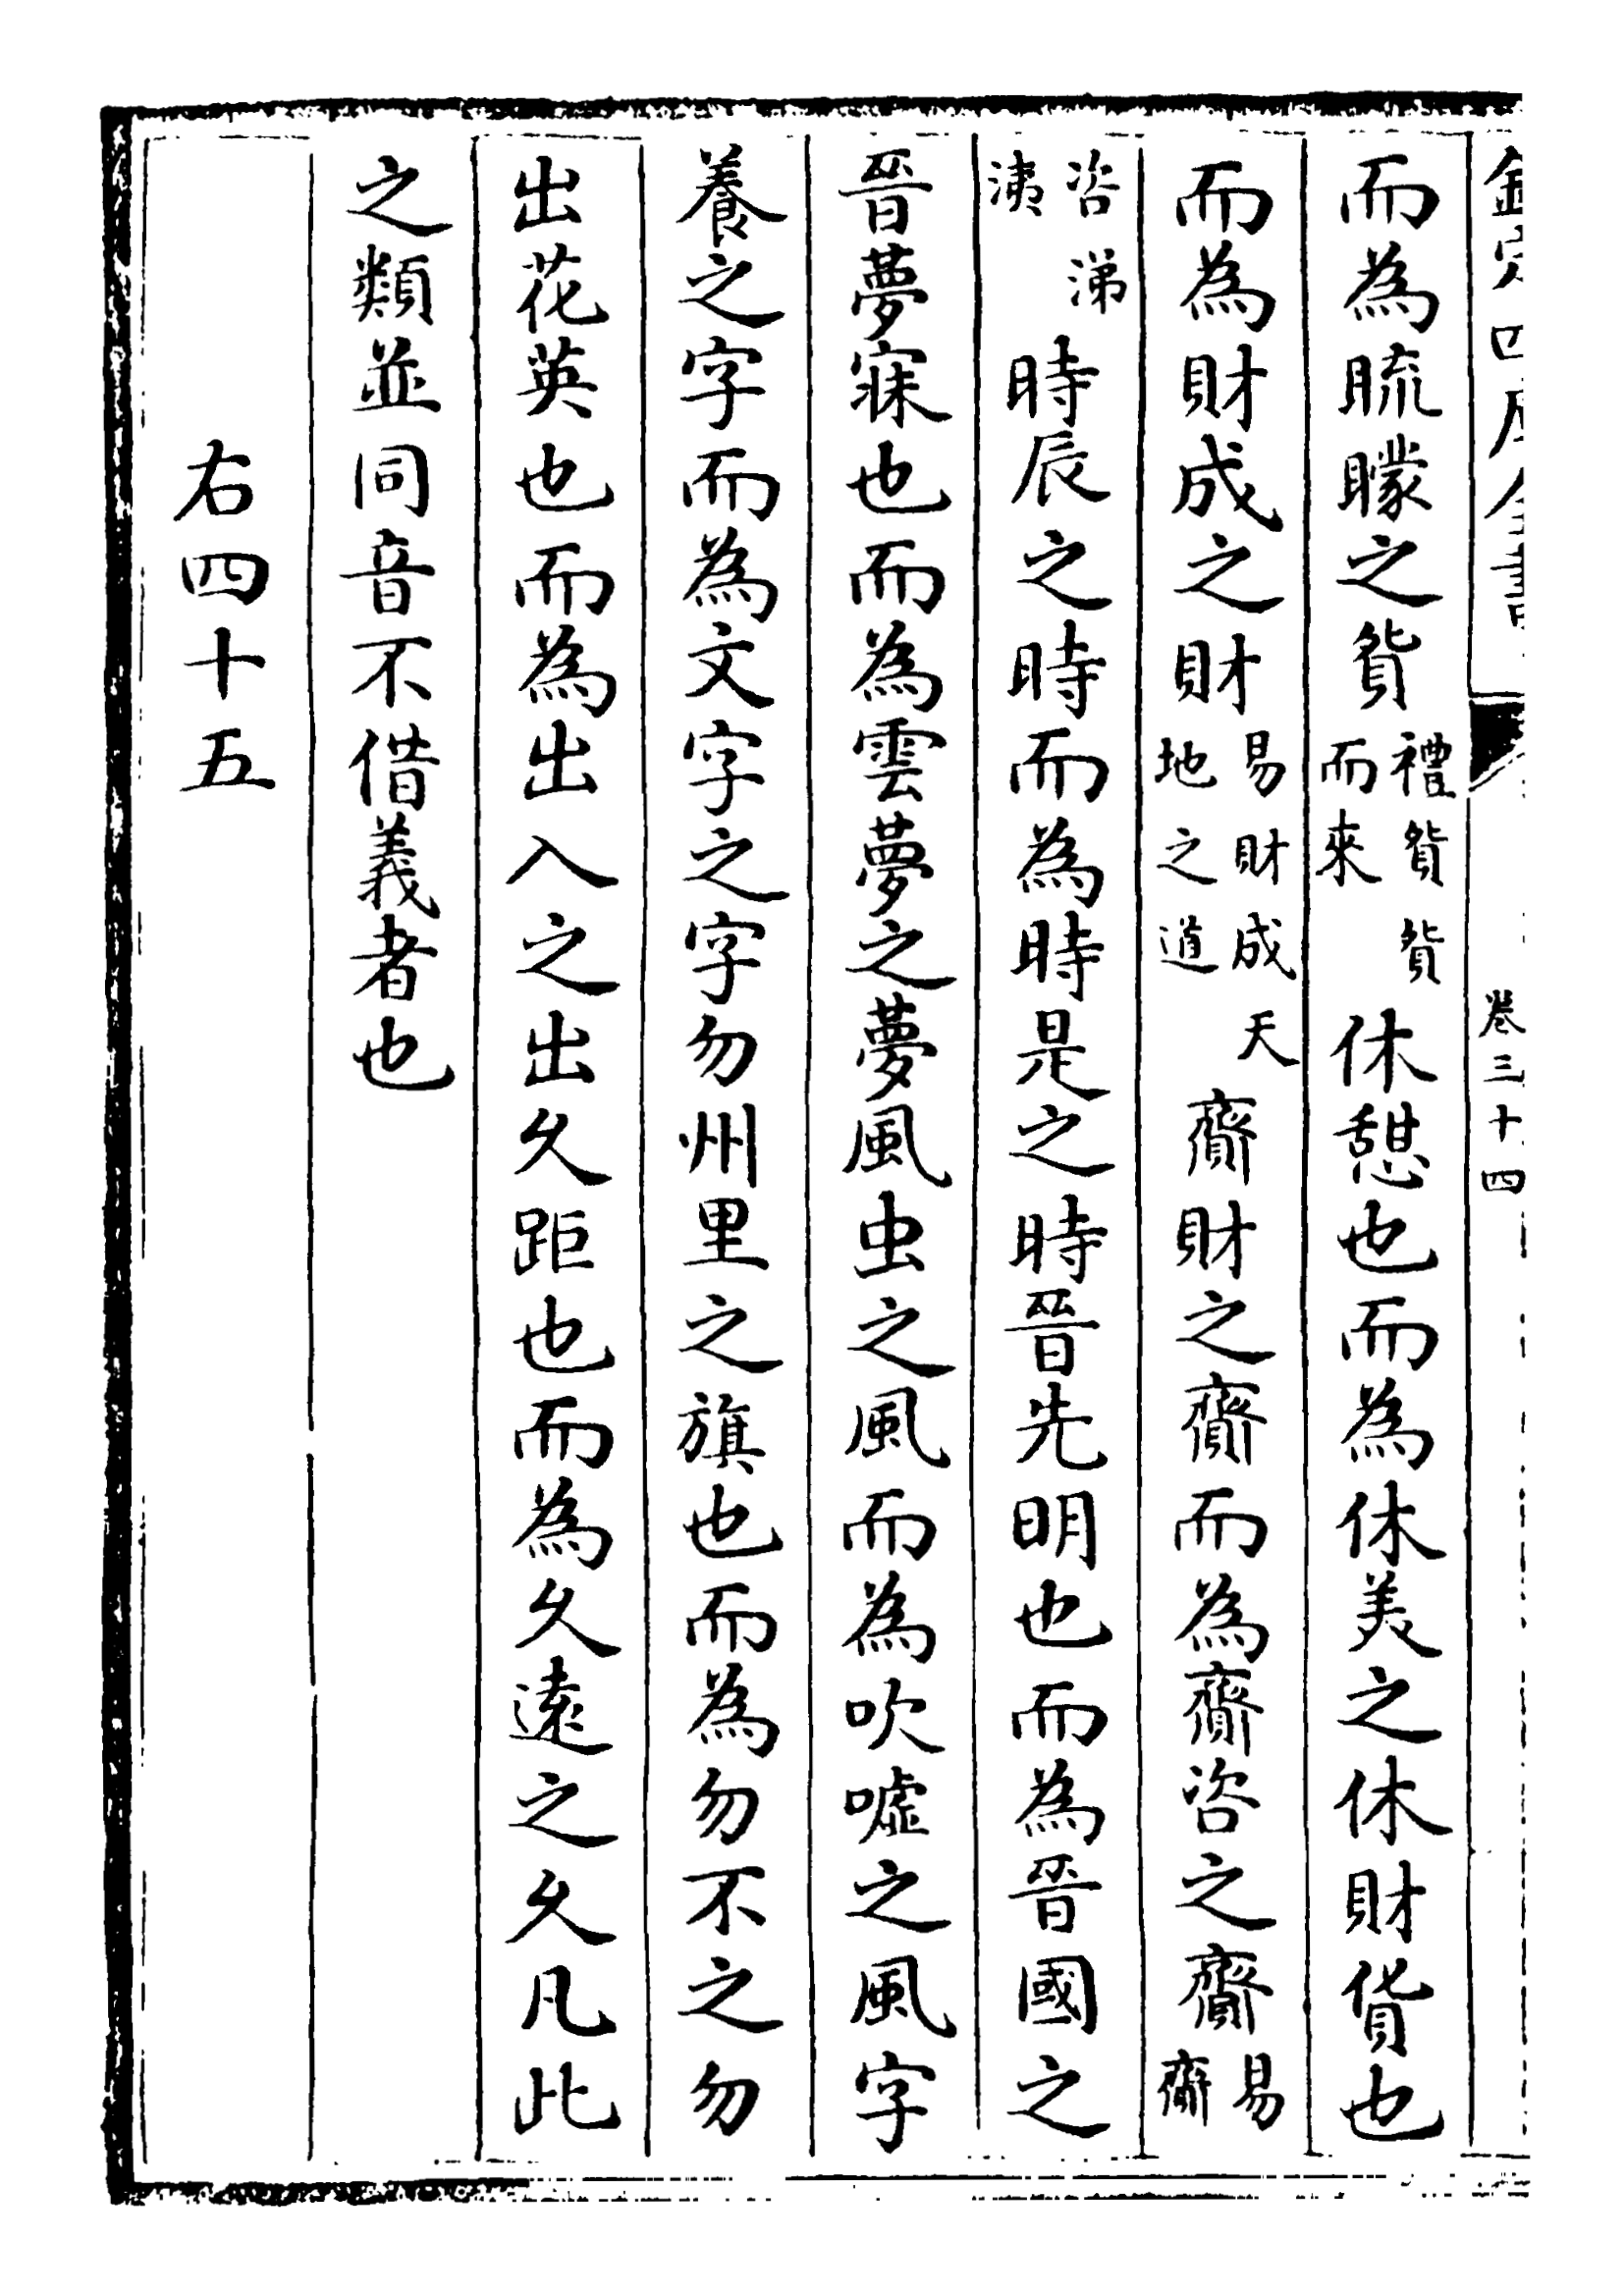 欽定四庫全書 卷三十四
而為矇之貿禮貿貿而來休憩也而為休美之休財貨也
而為財成之財易財成天地之道齎財之齎而為齎咨之齎易齎
咨涕洟時辰之時而為時是之時晉先明也而為晉國之
晉夢寐也而為雲夢之夢風虫之風而為吹噓之風字
養之字而為文字之字勿州里之旗也而為勿不之勿
出花英也而為出入之出久距也而為久遠之久凡此
之類並同音不借義者也
右四十五